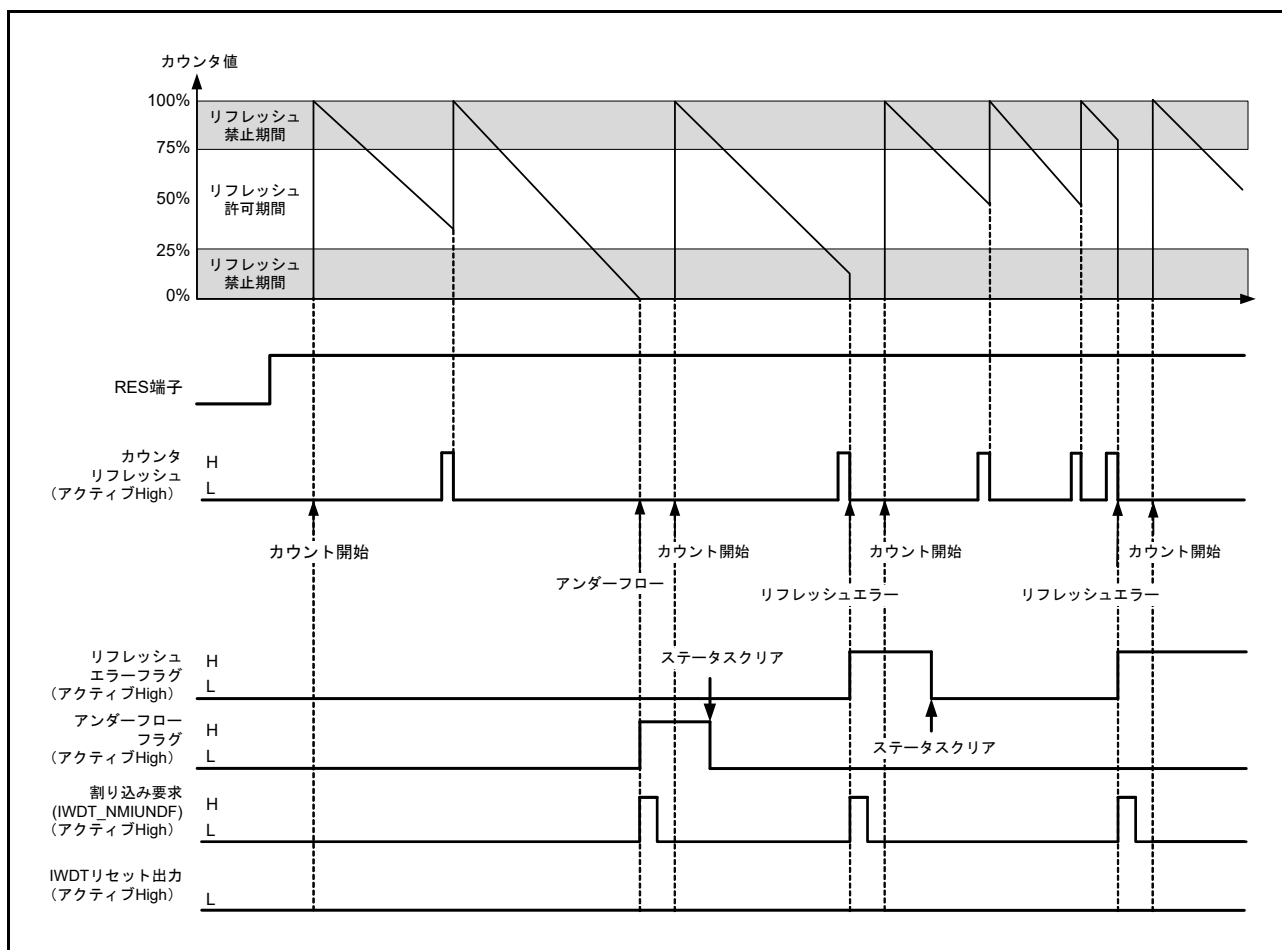 カウンタ値
100%
リフレッシュ
禁止期間
75%
50%
リフレッシュ
許可期間
25%
リフレッシュ
禁止期間
0%
RES端子
カウンタ
リフレッシュ
（アクティブHigh）
H
L
カウント開始
カウント開始
カウント開始
カウント開始
アンダーフロー
リフレッシュエラー
リフレッシュエラー
リフレッシュ
エラーフラグ
（アクティブHigh）
H
L
ステータスクリア
アンダーフロー
フラグ
（アクティブHigh）
H
L
ステータスクリア
割り込み要求
(IWDT_NMIUNDF)
（アクティブHigh）
H
L
IWDTリセット出力
（アクティブHigh）
L